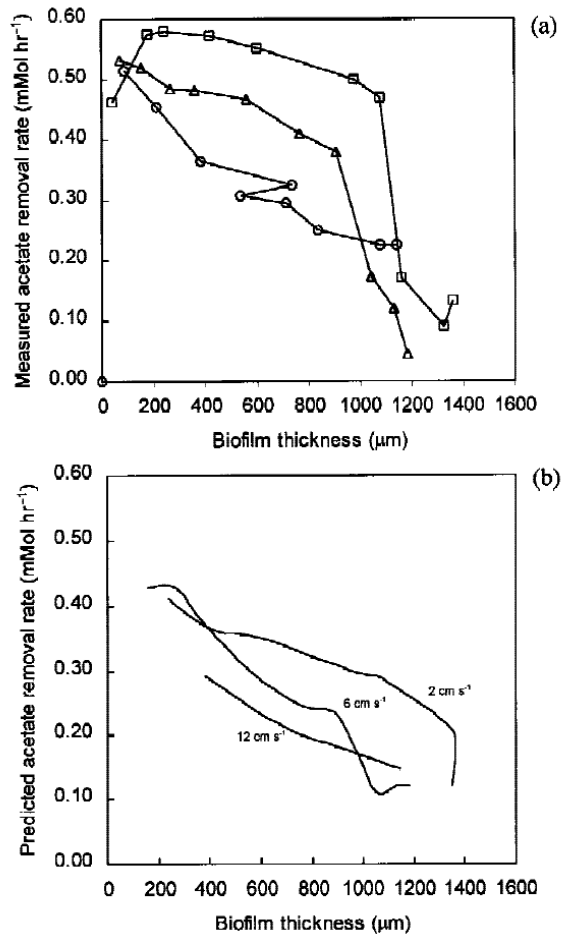 (a)
Measured acetate removal rate (mMol hr⁻¹)
0.60
0.50
0.40
0.30
0.20
0.10
0.00
0 200 400 600 800 1000 1200 1400 1600
Biofilm thickness (μm)
(b)
Predicted acetate removal rate (mMol hr⁻¹)
0.60
0.50
0.40
0.30
0.20
0.10
0.00
2 cm s⁻¹
6 cm s⁻¹
12 cm s⁻¹
0 200 400 600 800 1000 1200 1400 1600
Biofilm thickness (μm)